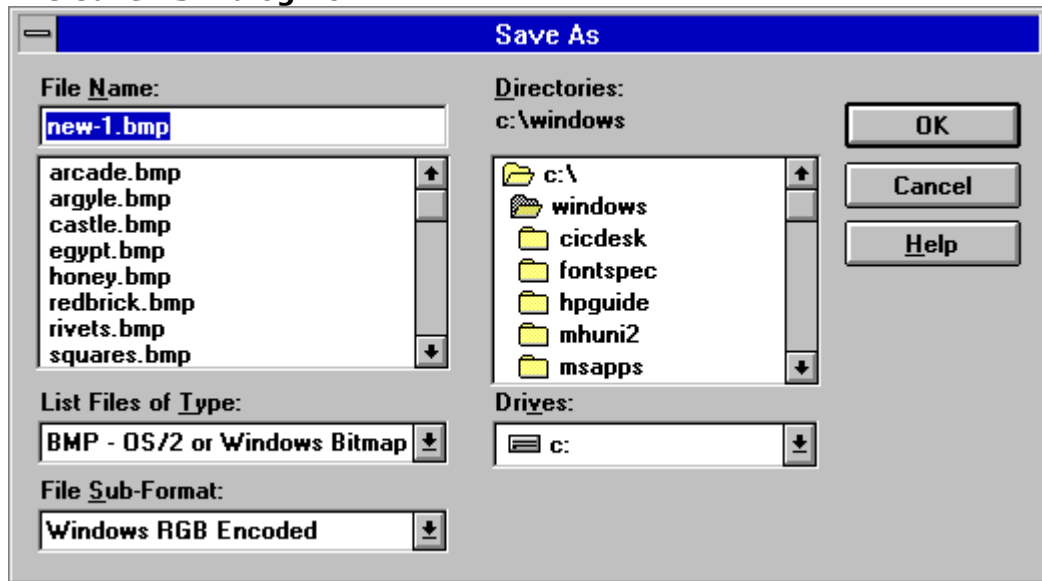 Save As
File Name:
new-1.bmp
arcade.bmp
argyle.bmp
castle.bmp
egypt.bmp
honey.bmp
redbrick.bmp
rivets.bmp
squares.bmp
List Files of Type:
BMP - OS/2 or Windows Bitmap
File Sub-Format:
Windows RGB Encoded
Directories:
c:\windows
c:\
windows
cicdesk
fontspec
hpguide
mhuni2
msapps
Drives:
c:
OK
Cancel
Help